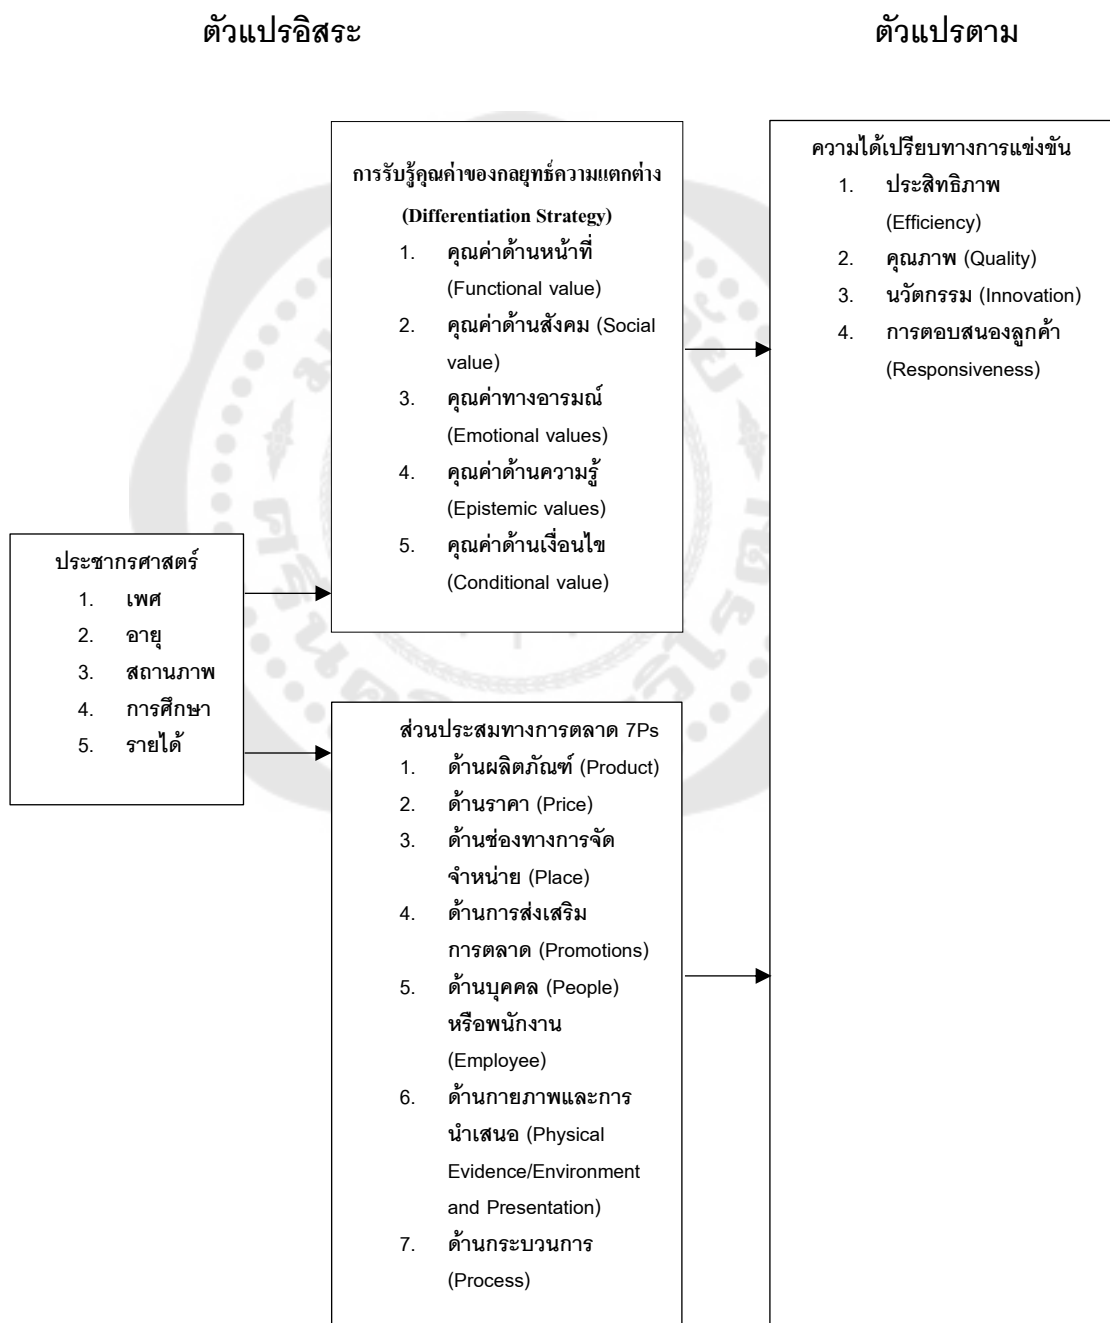 ตัวแปรอิสระ
ตัวแปรตาม
การรับรู้คุณค่าของกลยุทธ์ความแตกต่าง
(Differentiation Strategy)
1. คุณค่าด้านหน้าที่
(Functional value)
2. คุณค่าด้านสังคม (Social
value)
3. คุณค่าทางอารมณ์
(Emotional values)
4. คุณค่าด้านความรู้
(Epistemic values)
5. คุณค่าด้านเงื่อนไข
(Conditional value)
ความได้เปรียบทางการแข่งขัน
1. ประสิทธิภาพ
(Efficiency)
2. คุณภาพ (Quality)
3. นวัตกรรม (Innovation)
4. การตอบสนองลูกค้า
(Responsiveness)
ประชากรศาสตร์
1. เพศ
2. อายุ
3. สถานภาพ
4. การศึกษา
5. รายได้
ส่วนประสมทางการตลาด 7Ps
1. ด้านผลิตภัณฑ์ (Product)
2. ด้านราคา (Price)
3. ด้านช่องทางการจัด
จำหน่าย (Place)
4. ด้านการส่งเสริม
การตลาด (Promotions)
5. ด้านบุคคล (People)
หรือพนักงาน
(Employee)
6. ด้านกายภาพและการ
นำเสนอ (Physical
Evidence/Environment
and Presentation)
7. ด้านกระบวนการ
(Process)